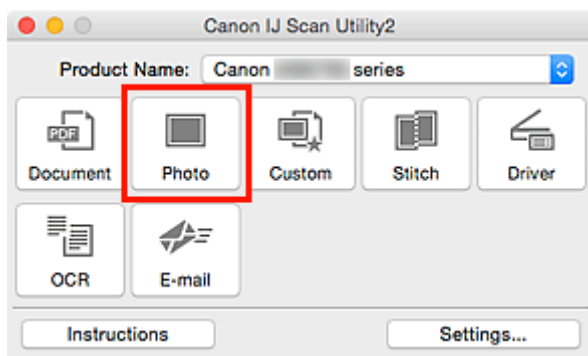 Canon IJ Scan Utility2
Product Name: Canon series
PDF
Document Photo Custom Stitch Driver
OCR E-mail
Instructions Settings...